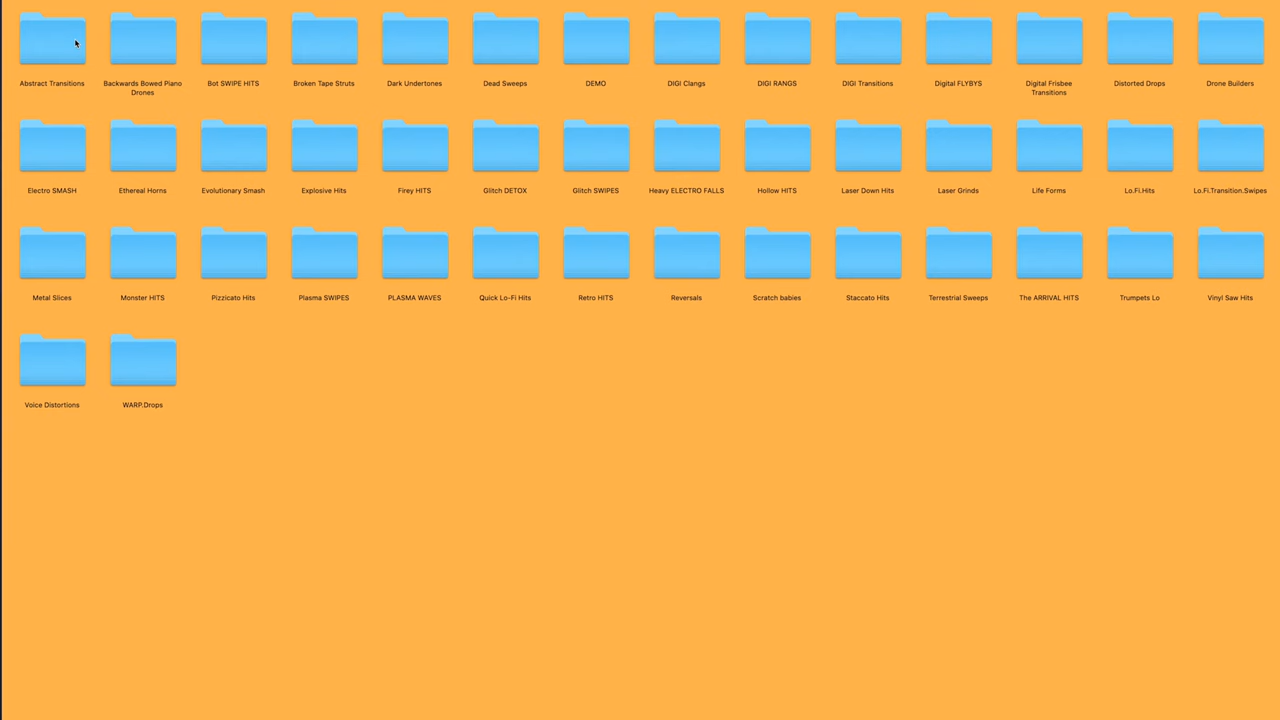 Abstract Transitions
Backwards Bowed Piano
Drones
Bot SWIPE HITS
Broken Tape Struts
Dark Undertones
Dead Sweeps
DEMO
DIGI Clangs
DIGI RANGS
DIGI Transitions
Digital FLYBYS
Digital Frisbee
Transitions
Distorted Drops
Drone Builders
Electro SMASH
Ethereal Horns
Evolutionary Smash
Explosive Hits
Firey HITS
Glitch DETOX
Glitch SWIPES
Heavy ELECTRO FALLS
Hollow HITS
Laser Down Hits
Laser Grinds
Life Forms
Lo.Fi.Hits
Lo.Fi.Transition.Swipes
Metal Slices
Monster HITS
Pizzicato Hits
Plasma SWIPES
PLASMA WAVES
Quick Lo-Fi Hits
Retro HITS
Reversals
Scratch babies
Staccato Hits
Terrestrial Sweeps
The ARRIVAL HITS
Trumpets Lo
Vinyl Saw Hits
Voice Distortions
WARP.Drops